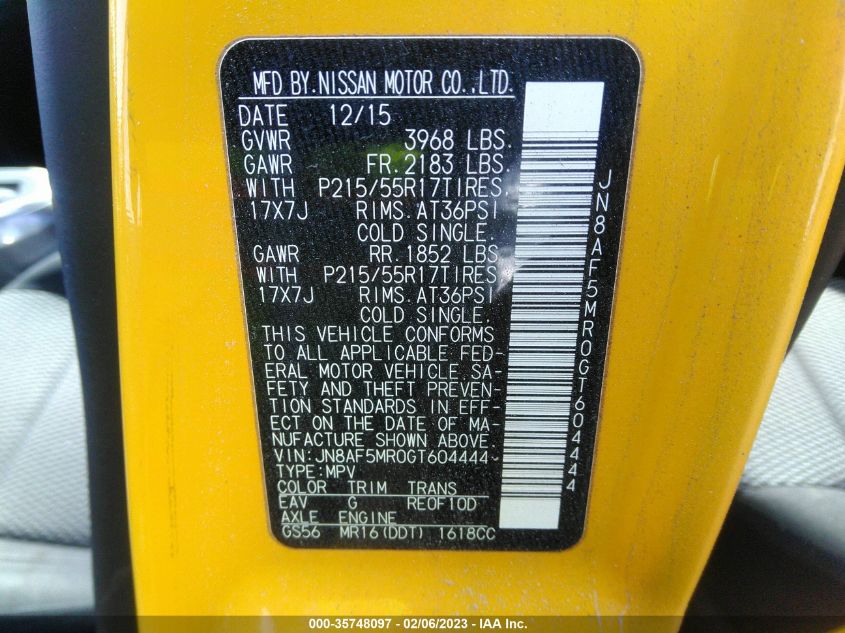 MFD BY.NISSAN MOTOR CO.,LTD.
DATE 12/15
GVWR 3968 LBS.
GAWR FR.2183 LBS.
WITH P215/55R17TIRES,
17X7J RIMS.AT36PSI
COLD SINGLE.
GAWR RR.1852 LBS
WITH P215/55R17TIRES
17X7J RIMS.AT36PSI
COLD SINGLE.
THIS VEHICLE CONFORMS
TO ALL APPLICABLE FED-
ERAL MOTOR VEHICLE SA-
FETY AND THEFT PREVEN-
TION STANDARDS IN EFF-
ECT ON THE DATE OF MA-
NUFACTURE SHOWN ABOVE.
VIN:JN8AF5MR0GT604444-
TYPE:MPV
COLOR TRIM TRANS
EAV G RE0F10D
AXLE ENGINE
GS56 MR16(DDT) 1618CC
JN8AF5MR0GT604444
000-35748097 - 02/06/2023 - IAA Inc.